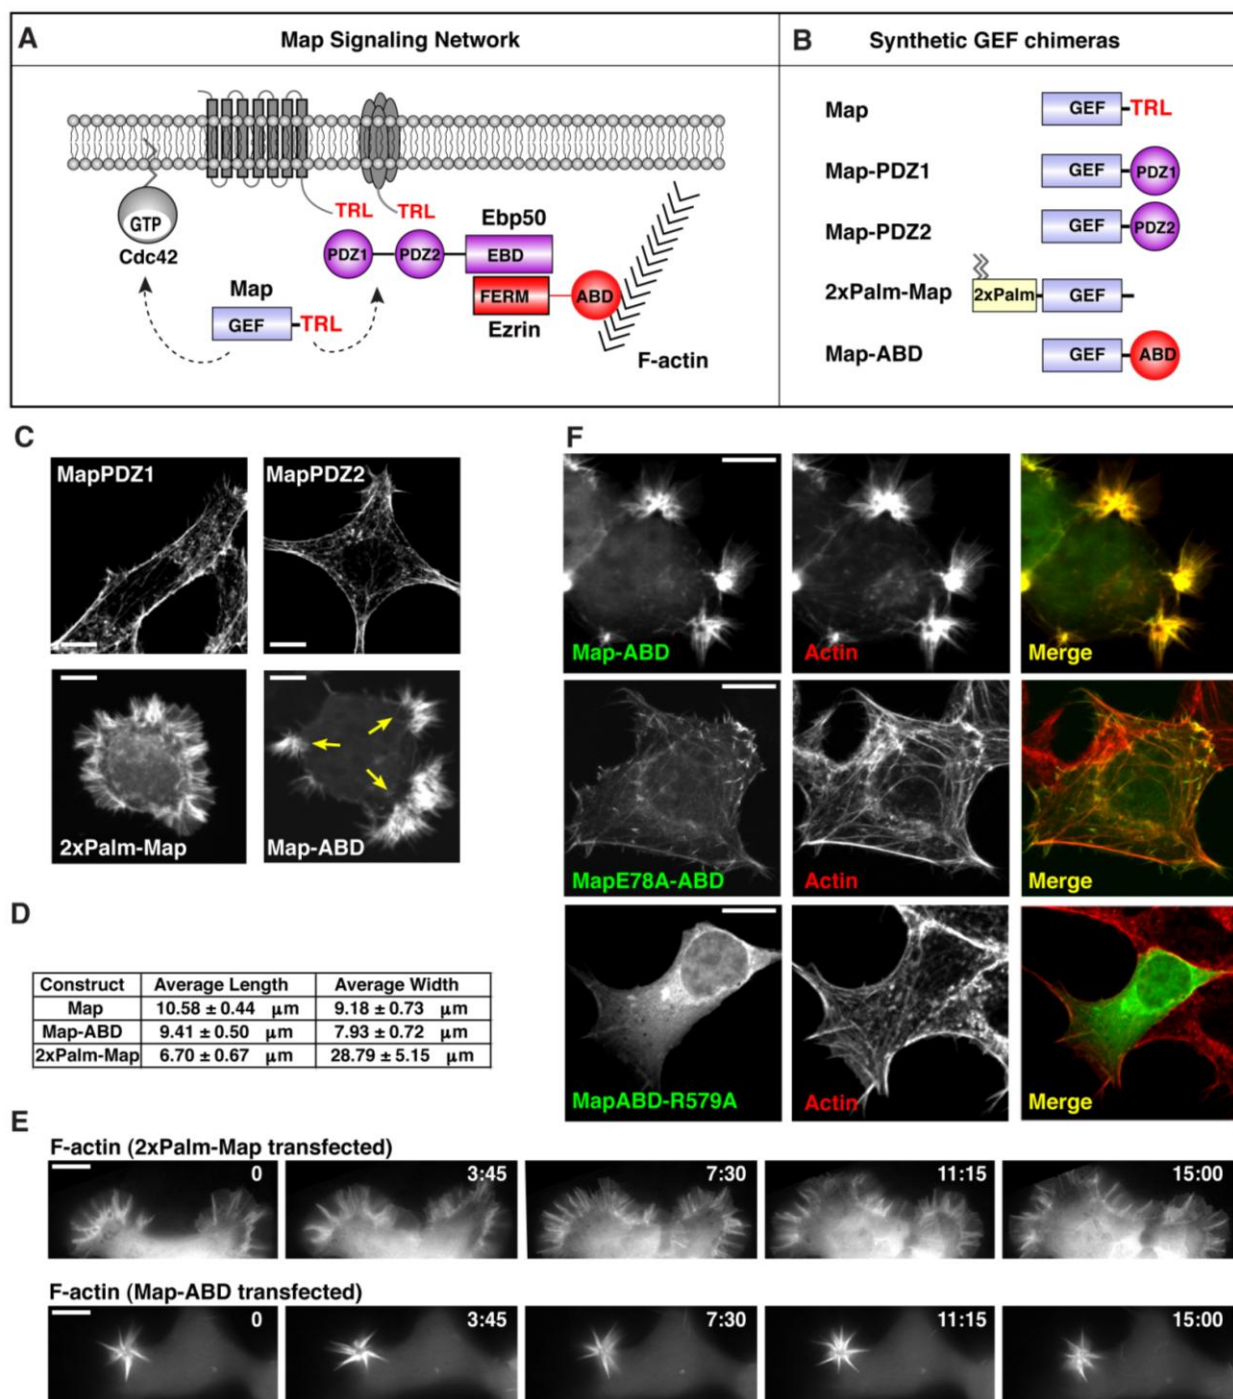 A
Map Signaling Network
TRL TRL
Ebp50
GTP
Cdc42
PDZ1
PDZ2
EBD
Map
GEF
TRL
FERM
ABD
Ezrin
F-actin
B
Synthetic GEF chimeras
Map GEF TRL
Map-PDZ1 GEF PDZ1
Map-PDZ2 GEF PDZ2
2xPalm-Map 2xPalm GEF
Map-ABD GEF ABD
C
MapPDZ1 MapPDZ2
2xPalm-Map Map-ABD
D
Construct Average Length Average Width
Map 10.58 ± 0.44 μm 9.18 ± 0.73 μm
Map-ABD 9.41 ± 0.50 μm 7.93 ± 0.72 μm
2xPalm-Map 6.70 ± 0.67 μm 28.79 ± 5.15 μm
F
Map-ABD Actin Merge
MapE78A-ABD Actin Merge
MapABD-R579A Actin Merge
E
F-actin (2xPalm-Map transfected)
0 3:45 7:30 11:15 15:00
F-actin (Map-ABD transfected)
0 3:45 7:30 11:15 15:00